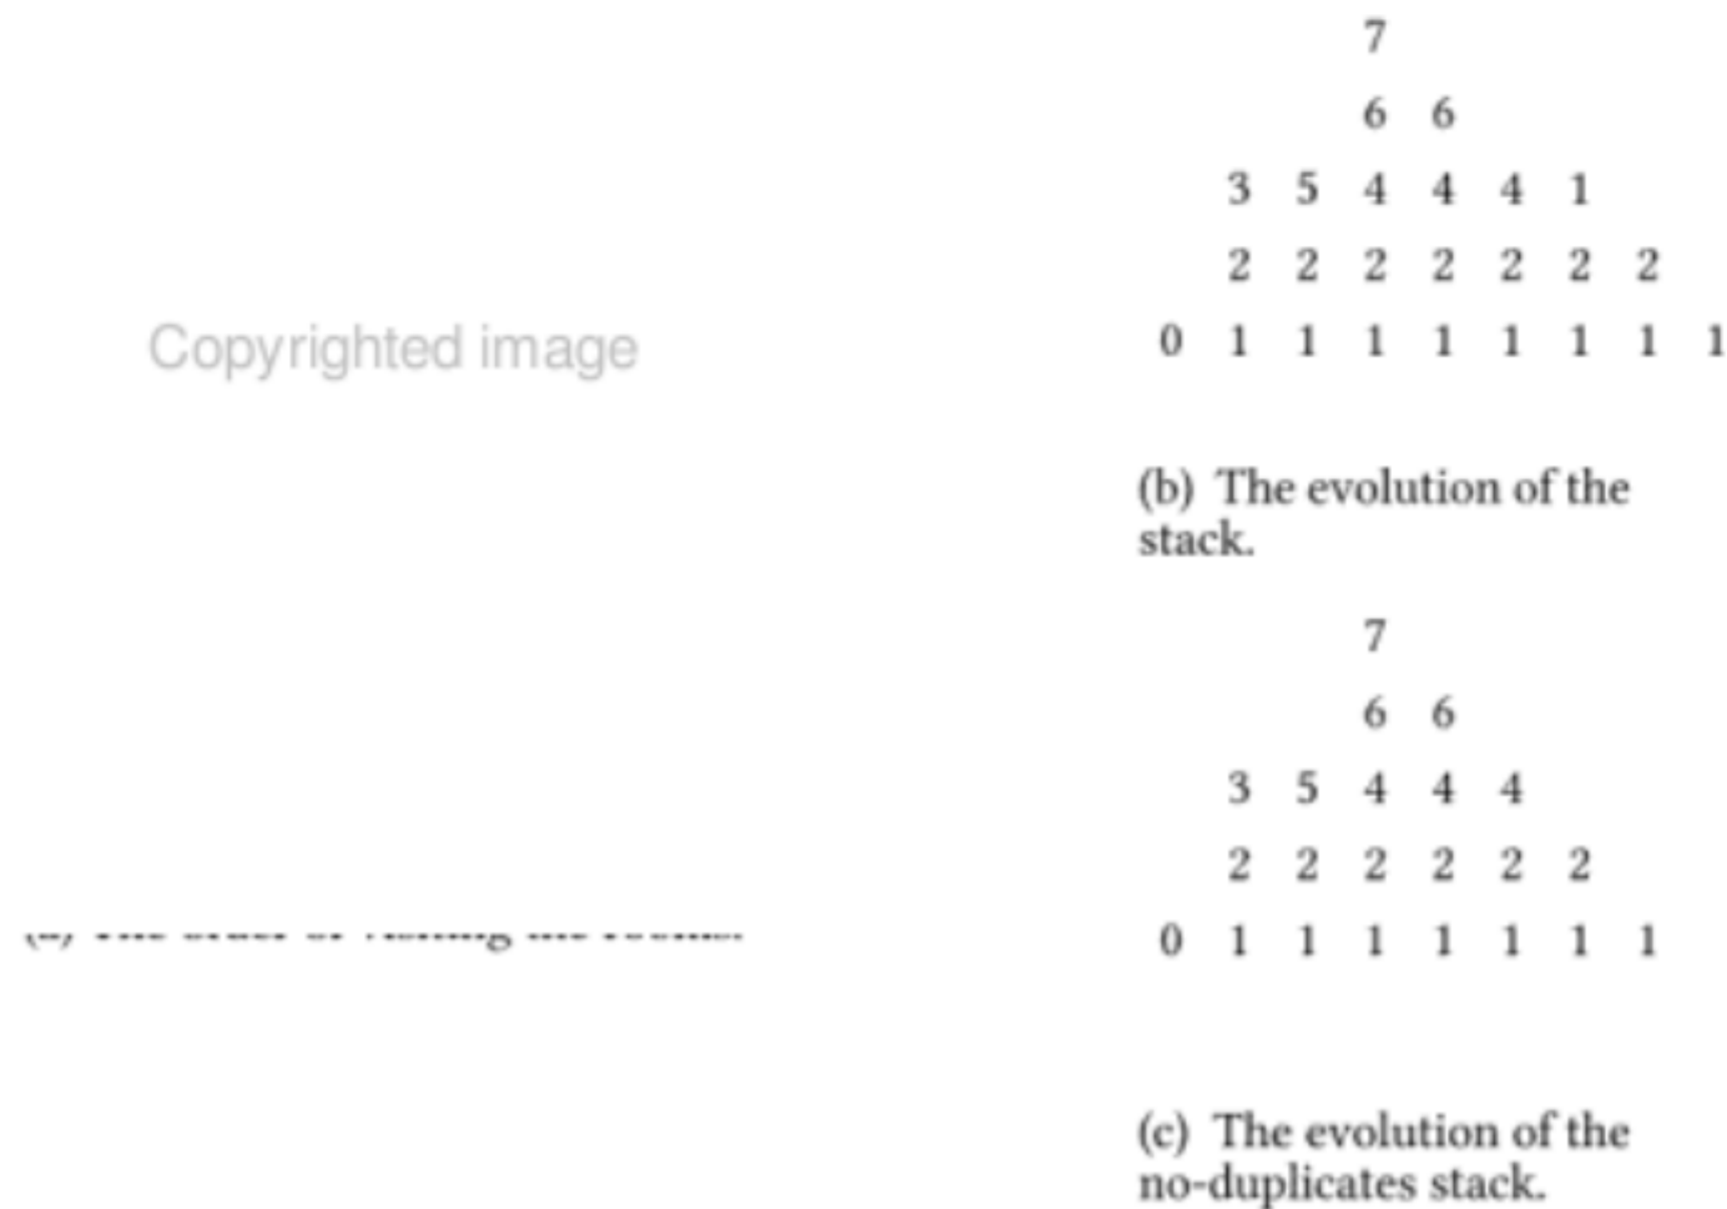 Copyrighted image
7
6 6
3 5 4 4 4 1
2 2 2 2 2 2 2
0 1 1 1 1 1 1 1 1
(b) The evolution of the
stack.
7
6 6
3 5 4 4 4
2 2 2 2 2 2
0 1 1 1 1 1 1 1
(c) The evolution of the
no-duplicates stack.